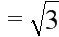 = √3